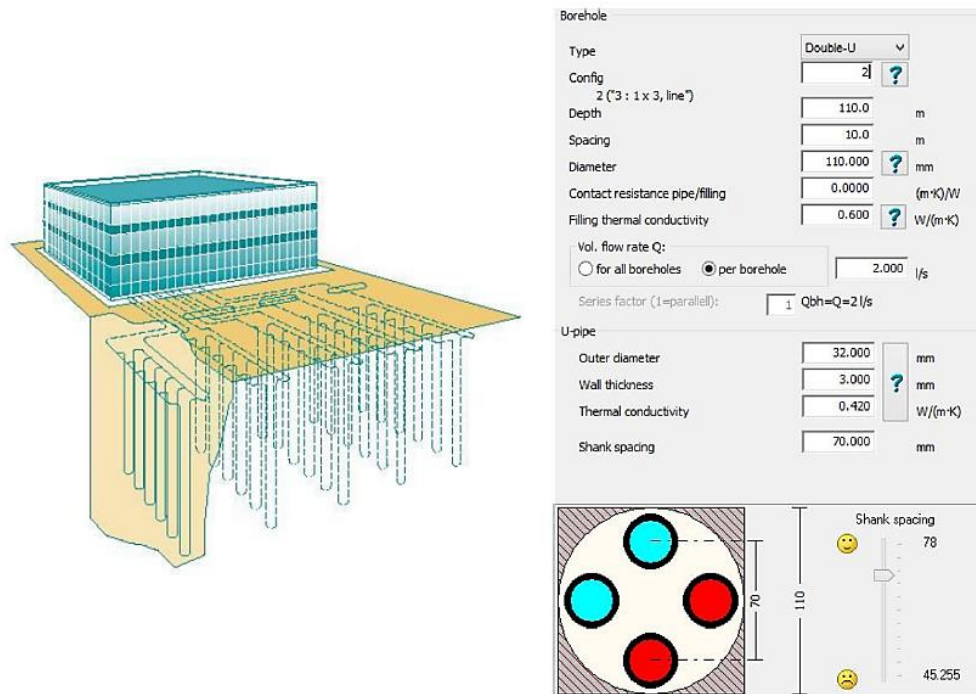 Borehole
Type Double-U
Config 2 ?
2 ("3 : 1 x 3, line")
Depth 110.0 m
Spacing 10.0 m
Diameter 110.000 ? mm
Contact resistance pipe/filling 0.0000 (m·K)/W
Filling thermal conductivity 0.600 ? W/(m·K)
Vol. flow rate Q:
for all boreholes per borehole 2.000 l/s
Series factor (1=parallel): 1 Qbh=Q=2 l/s
U-pipe
Outer diameter 32.000 mm
Wall thickness 3.000 ? mm
Thermal conductivity 0.420 W/(m·K)
Shank spacing 70.000 mm
Shank spacing
78
70
110
45.255